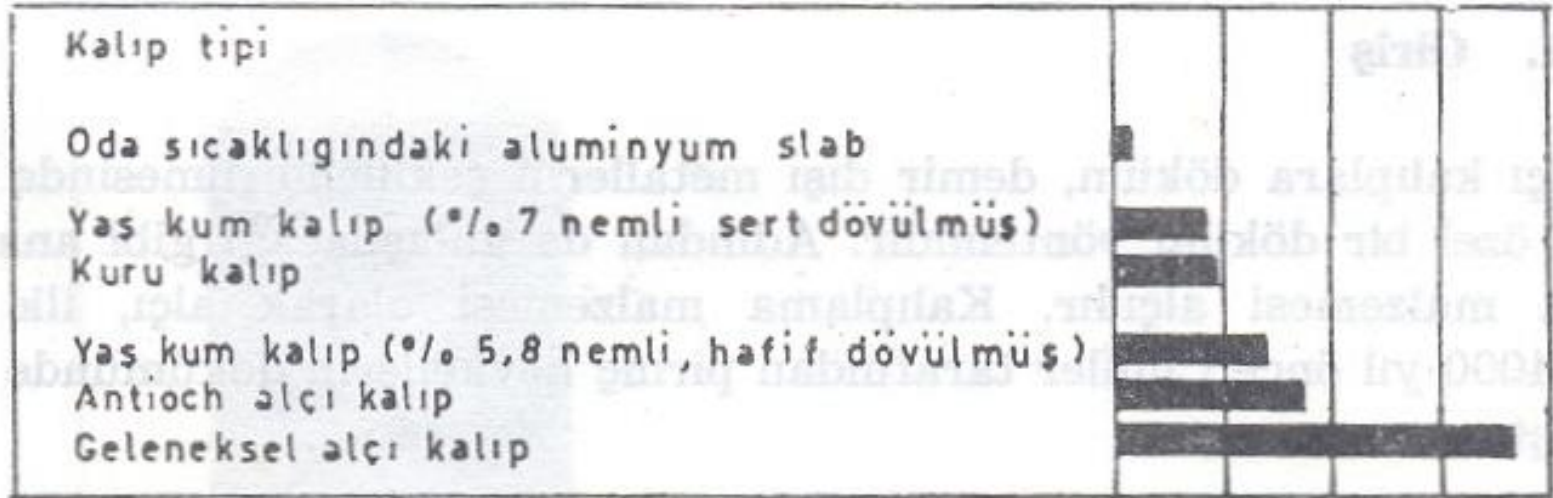 Kalıp tipi
Oda sıcaklıgındaki aluminyum slab
Yaş kum kalıp (%7 nemli sert dövülmüş)
Kuru kalıp
Yaş kum kalıp (% 5,8 nemli, hafif dövülmüş)
Antioch alçı kalıp
Geleneksel alçı kalıp